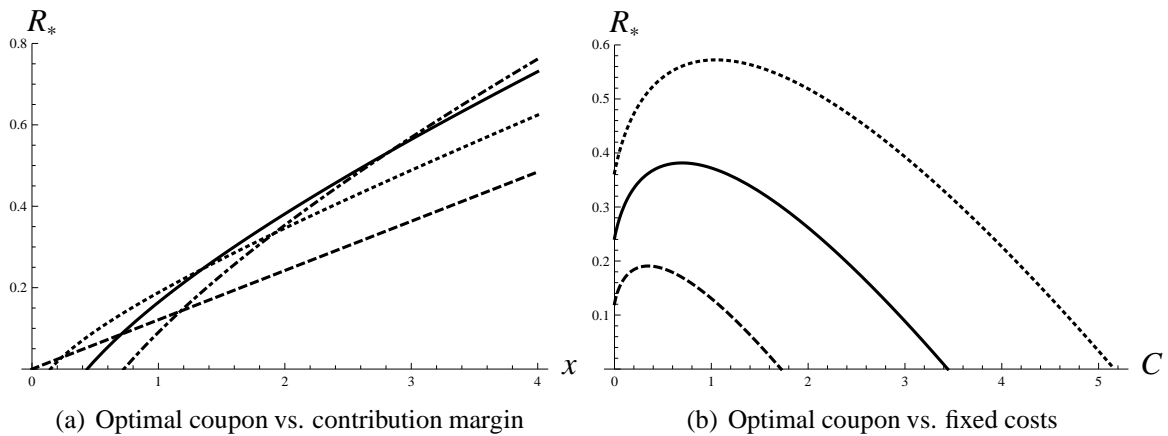 R*
0.8
0.6
0.4
0.2
0 1 2 3 4 x
(a) Optimal coupon vs. contribution margin
R*
0.6
0.5
0.4
0.3
0.2
0.1
0 1 2 3 4 5 C
(b) Optimal coupon vs. fixed costs